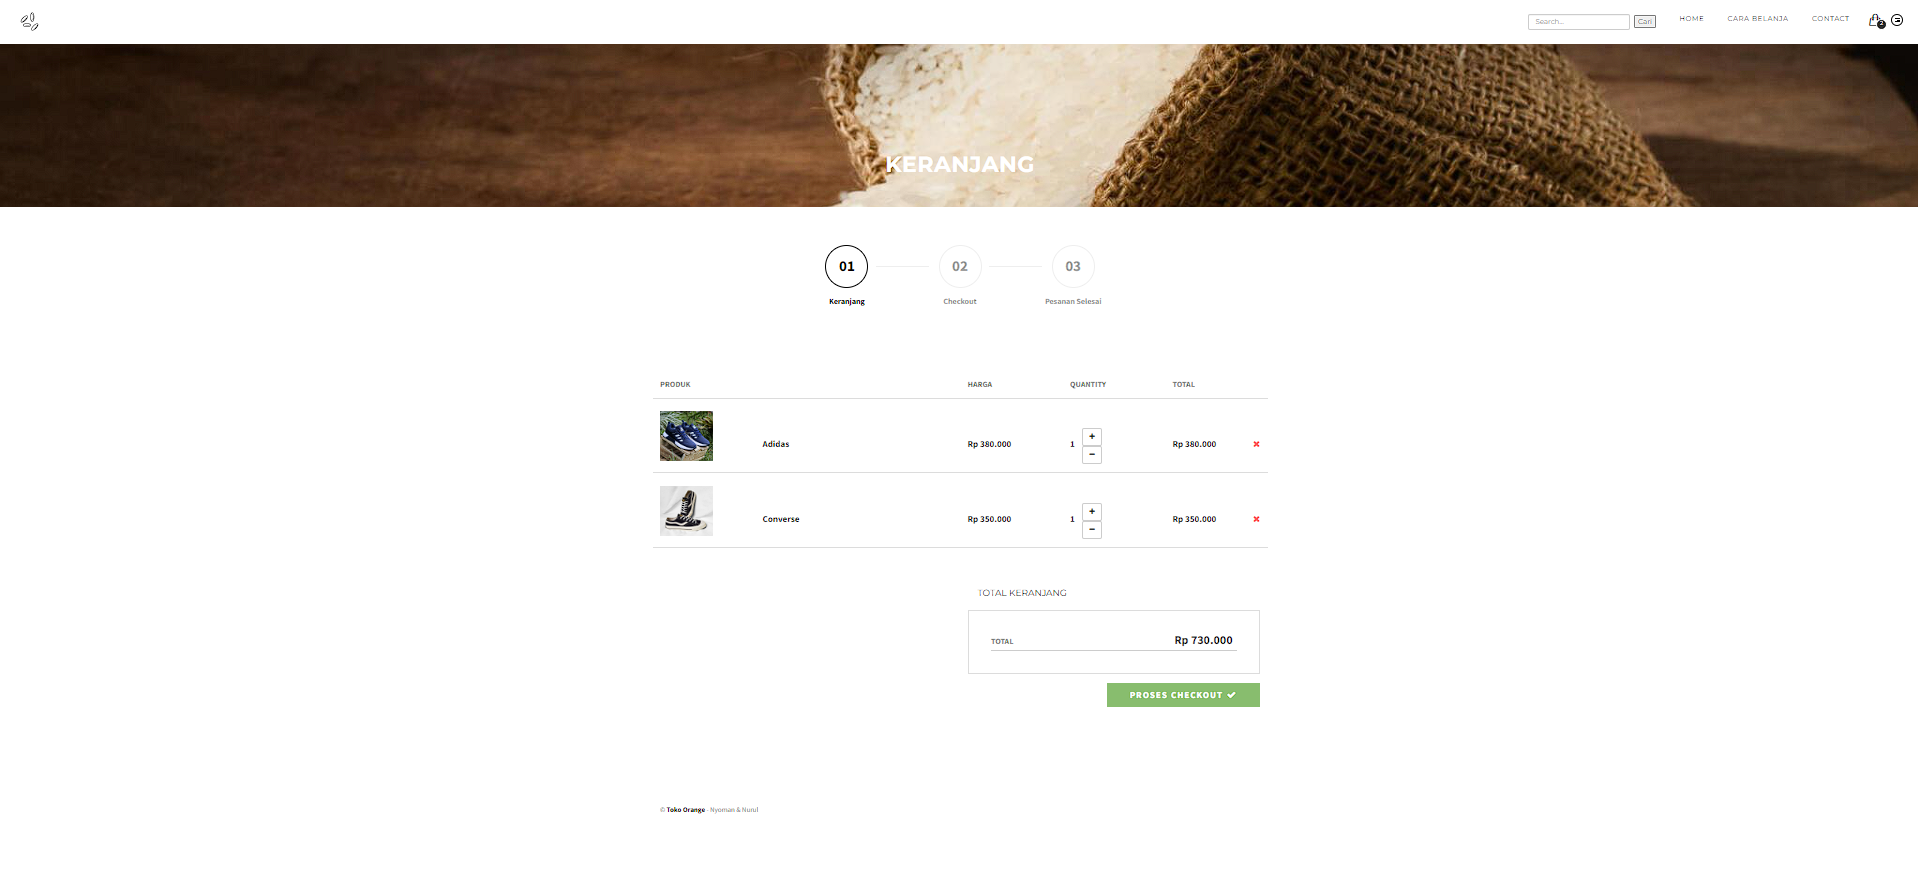 Search... Cari HOME CARA BELANJA CONTACT
KERANJANG
01 02 03
Keranjang Checkout Pesanan Selesai
PRODUK HARGA QUANTITY TOTAL
Adidas Rp 380.000 1 + Rp 380.000
−
Converse Rp 350.000 1 + Rp 350.000
−
TOTAL KERANJANG
TOTAL Rp 730.000
PROSES CHECKOUT
© Toko Orange - Nyoman & Nurul